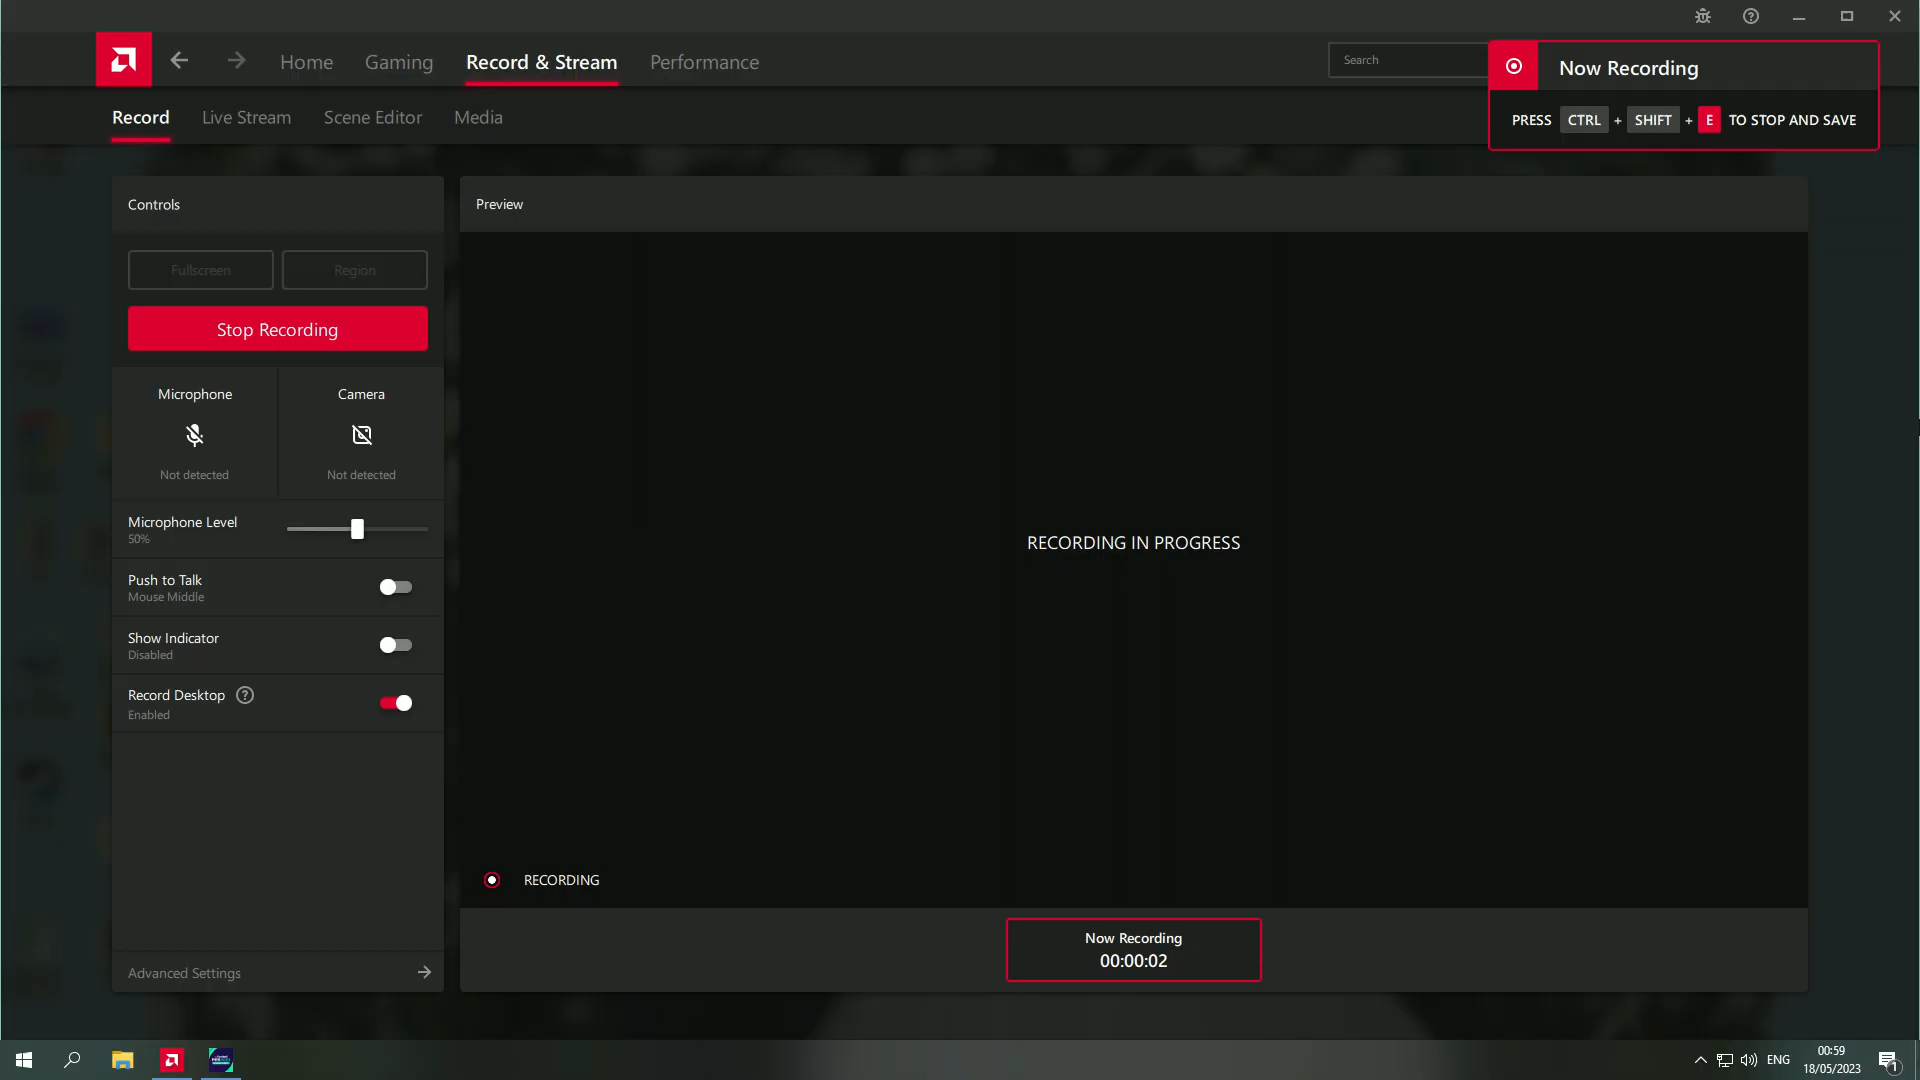 Home
Gaming
Record & Stream
Performance
Search
Now Recording
PRESS CTRL + SHIFT + E TO STOP AND SAVE
Record
Live Stream
Scene Editor
Media
Controls
Fullscreen
Region
Stop Recording
Microphone
Camera
Not detected
Not detected
Microphone Level
50%
Push to Talk
Mouse Middle
Show Indicator
Disabled
Record Desktop ?
Enabled
Advanced Settings
Preview
RECORDING IN PROGRESS
RECORDING
Now Recording
00:00:02
ENG
00:59
18/05/2023
1